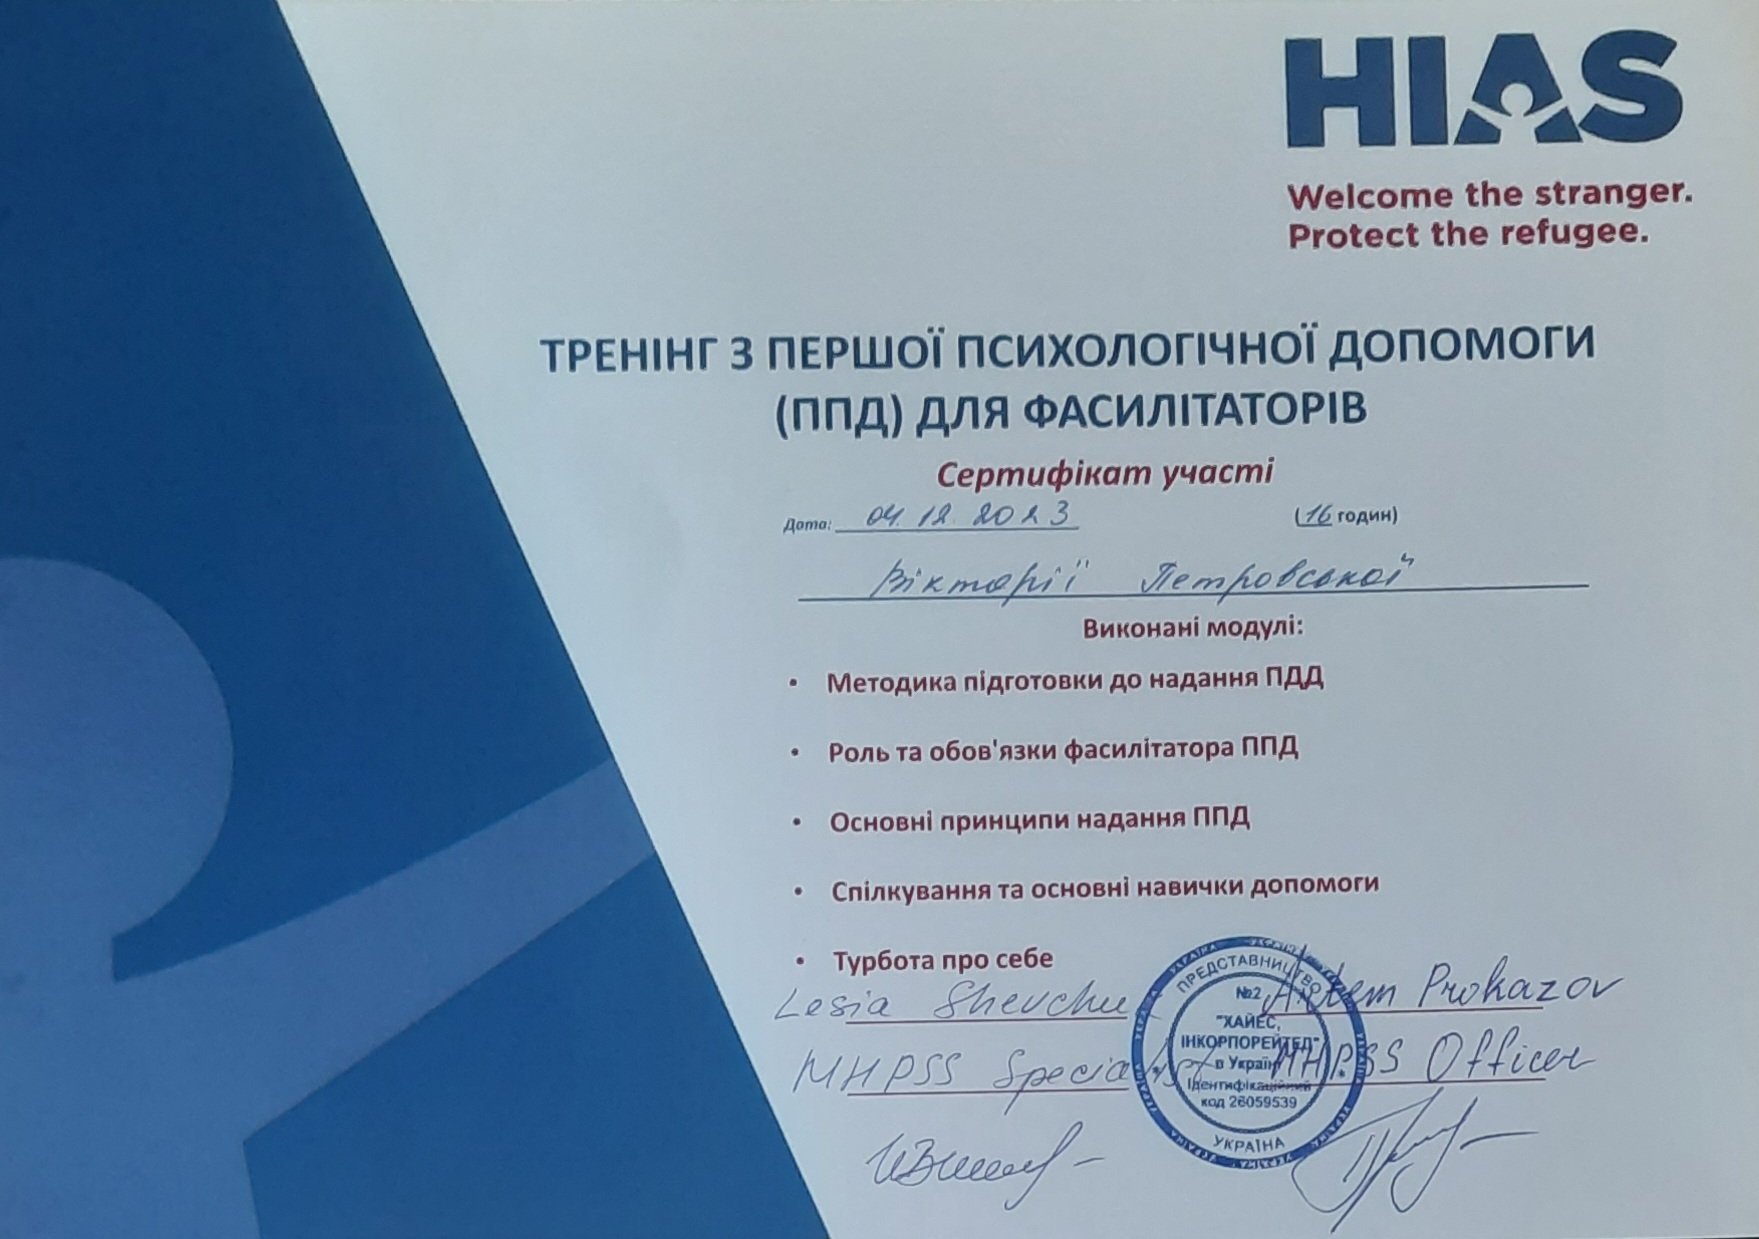 HIAS
Welcome the stranger.
Protect the refugee.
ТРЕНІНГ З ПЕРШОЇ ПСИХОЛОГІЧНОЇ ДОПОМОГИ
(ППД) ДЛЯ ФАСИЛІТАТОРІВ
Сертифікат участі
Дата: 04.12.2023 (16 годин)
Вікторії Петровської
Виконані модулі:
• Методика підготовки до надання ПДД
• Роль та обов'язки фасилітатора ППД
• Основні принципи надання ППД
• Спілкування та основні навички допомоги
• Турбота про себе
Lesia Artem Prokazov
MHPSS Specialist MHPSS Officer
ПРЕДСТАВНИЦТВО
№2
"ХАЙЄС,
ІНКОРПОРЕЙТЕД"
в Україні
Ідентифікаційний
код 26059539
УКРАЇНА